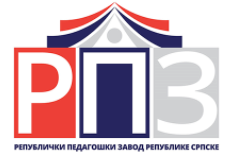 РПЗ
РЕПУБЛИЧКИ ПЕДАГОШКИ ЗАВОД РЕПУБЛИКЕ СРПСКЕ